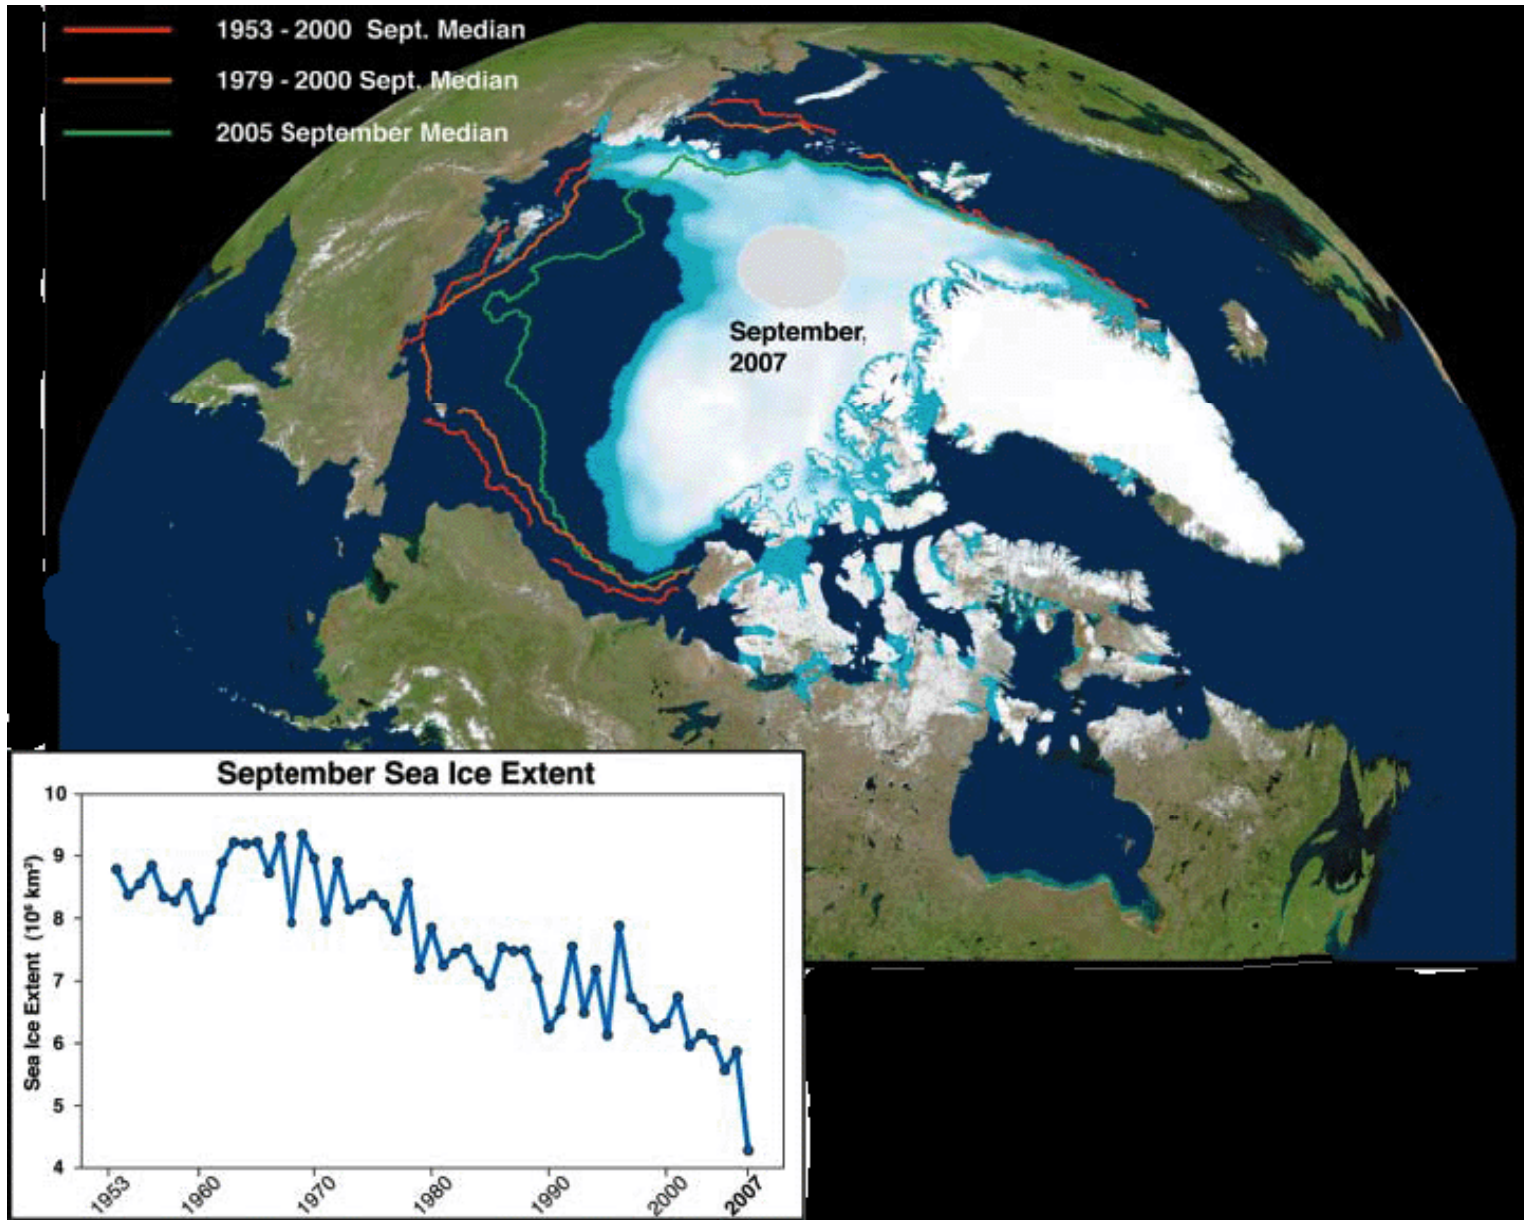 1953 - 2000 Sept. Median
1979 - 2000 Sept. Median
2005 September Median
September,
2007
September Sea Ice Extent
Sea Ice Extent (10⁶ km²)
10
9
8
7
6
5
4
1953
1960
1970
1980
1990
2000
2007